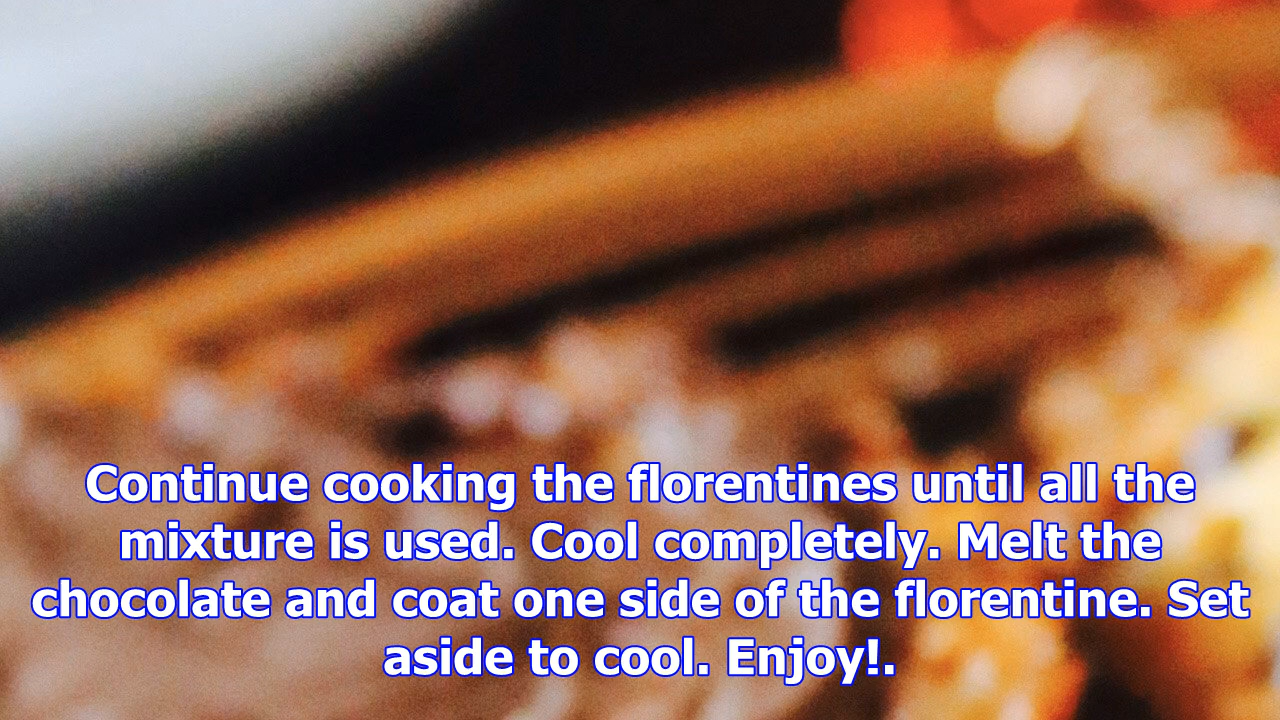 Continue cooking the florentines until all the
mixture is used. Cool completely. Melt the
chocolate and coat one side of the florentine. Set
aside to cool. Enjoy!.